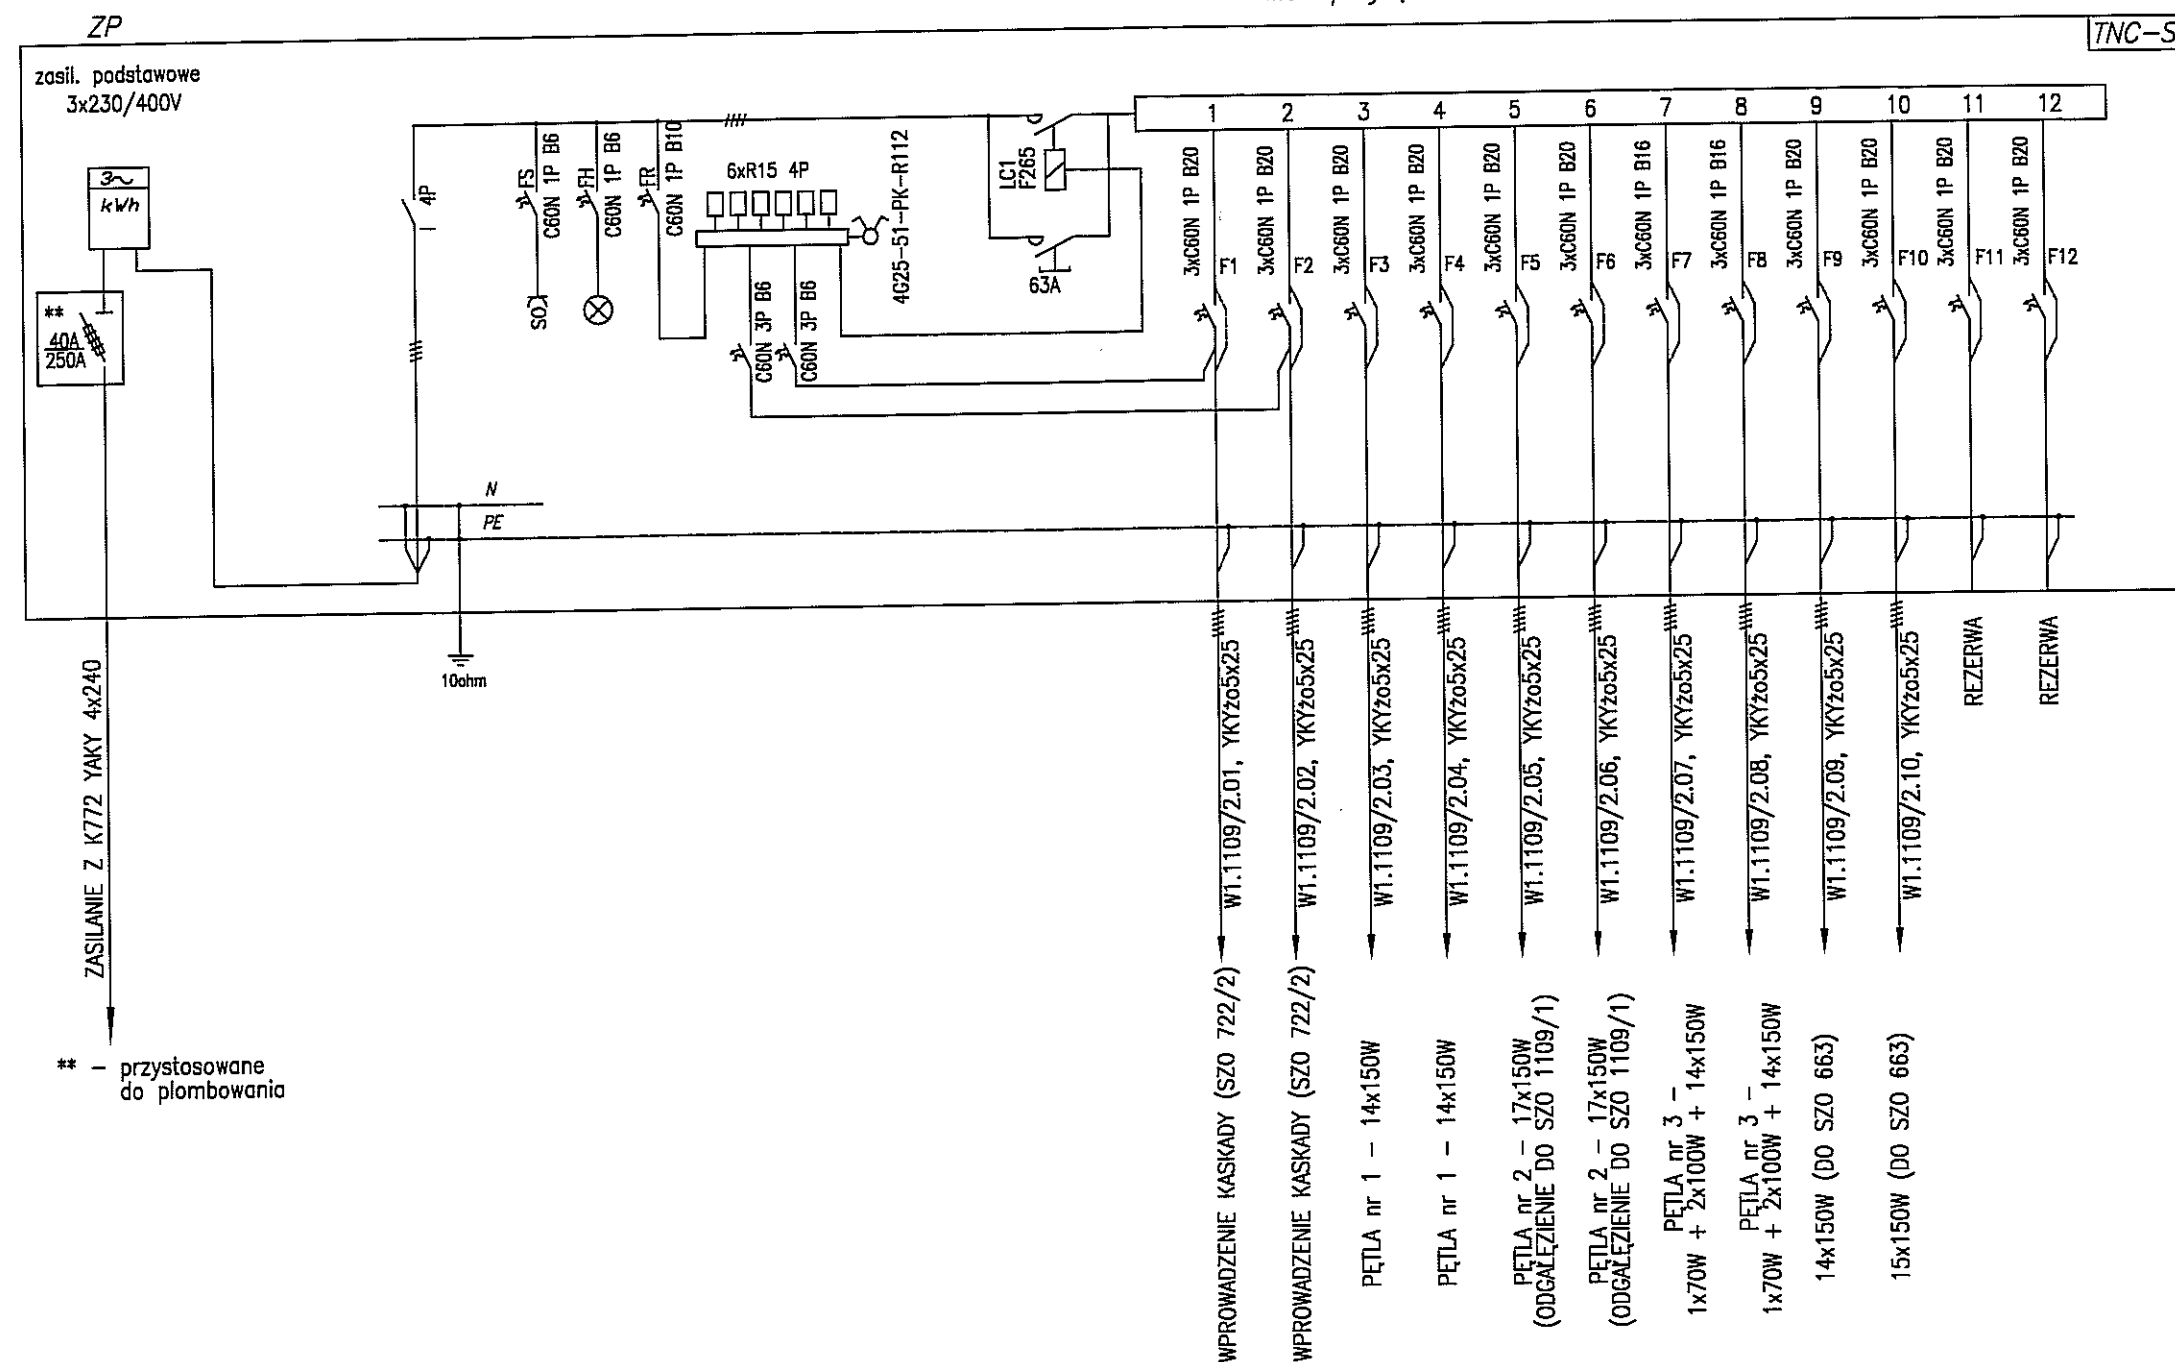 ZP
TNC-S
zasil. podstawowe
3x230/400V
3~
kWh
**
40A
250A
4P
FS
C60N 1P B6
FH
C60N 1P B6
FR
C60N 1P B10
SO
6xR15 4P
4G25-51-PK-R112
C60N 3P B6
C60N 3P B6
LC1
F265
63A
1 2 3 4 5 6 7 8 9 10 11 12
3xC60N 1P B20
F1
3xC60N 1P B20
F2
3xC60N 1P B20
F3
3xC60N 1P B20
F4
3xC60N 1P B20
F5
3xC60N 1P B20
F6
3xC60N 1P B16
F7
3xC60N 1P B16
F8
3xC60N 1P B20
F9
3xC60N 1P B20
F10
3xC60N 1P B20
F11
3xC60N 1P B20
F12
N
PE
10ohm
ZASILANIE Z K772 YAKY 4x240
** - przystosowane
do plombowania
W1.1109/2.01, YKYżo5x25
W1.1109/2.02, YKYżo5x25
W1.1109/2.03, YKYżo5x25
W1.1109/2.04, YKYżo5x25
W1.1109/2.05, YKYżo5x25
W1.1109/2.06, YKYżo5x25
W1.1109/2.07, YKYżo5x25
W1.1109/2.08, YKYżo5x25
W1.1109/2.09, YKYżo5x25
W1.1109/2.10, YKYżo5x25
REZERWA
REZERWA
WPROWADZENIE KASKADY (SZO 722/2)
WPROWADZENIE KASKADY (SZO 722/2)
PĘTLA nr 1 - 14x150W
PĘTLA nr 1 - 14x150W
PĘTLA nr 2 - 17x150W
(ODGAŁĘZIENIE DO SZO 1109/1)
PĘTLA nr 2 - 17x150W
(ODGAŁĘZIENIE DO SZO 1109/1)
PĘTLA nr 3 -
1x70W + 2x100W + 14x150W
PĘTLA nr 3 -
1x70W + 2x100W + 14x150W
14x150W (DO SZO 663)
15x150W (DO SZO 663)